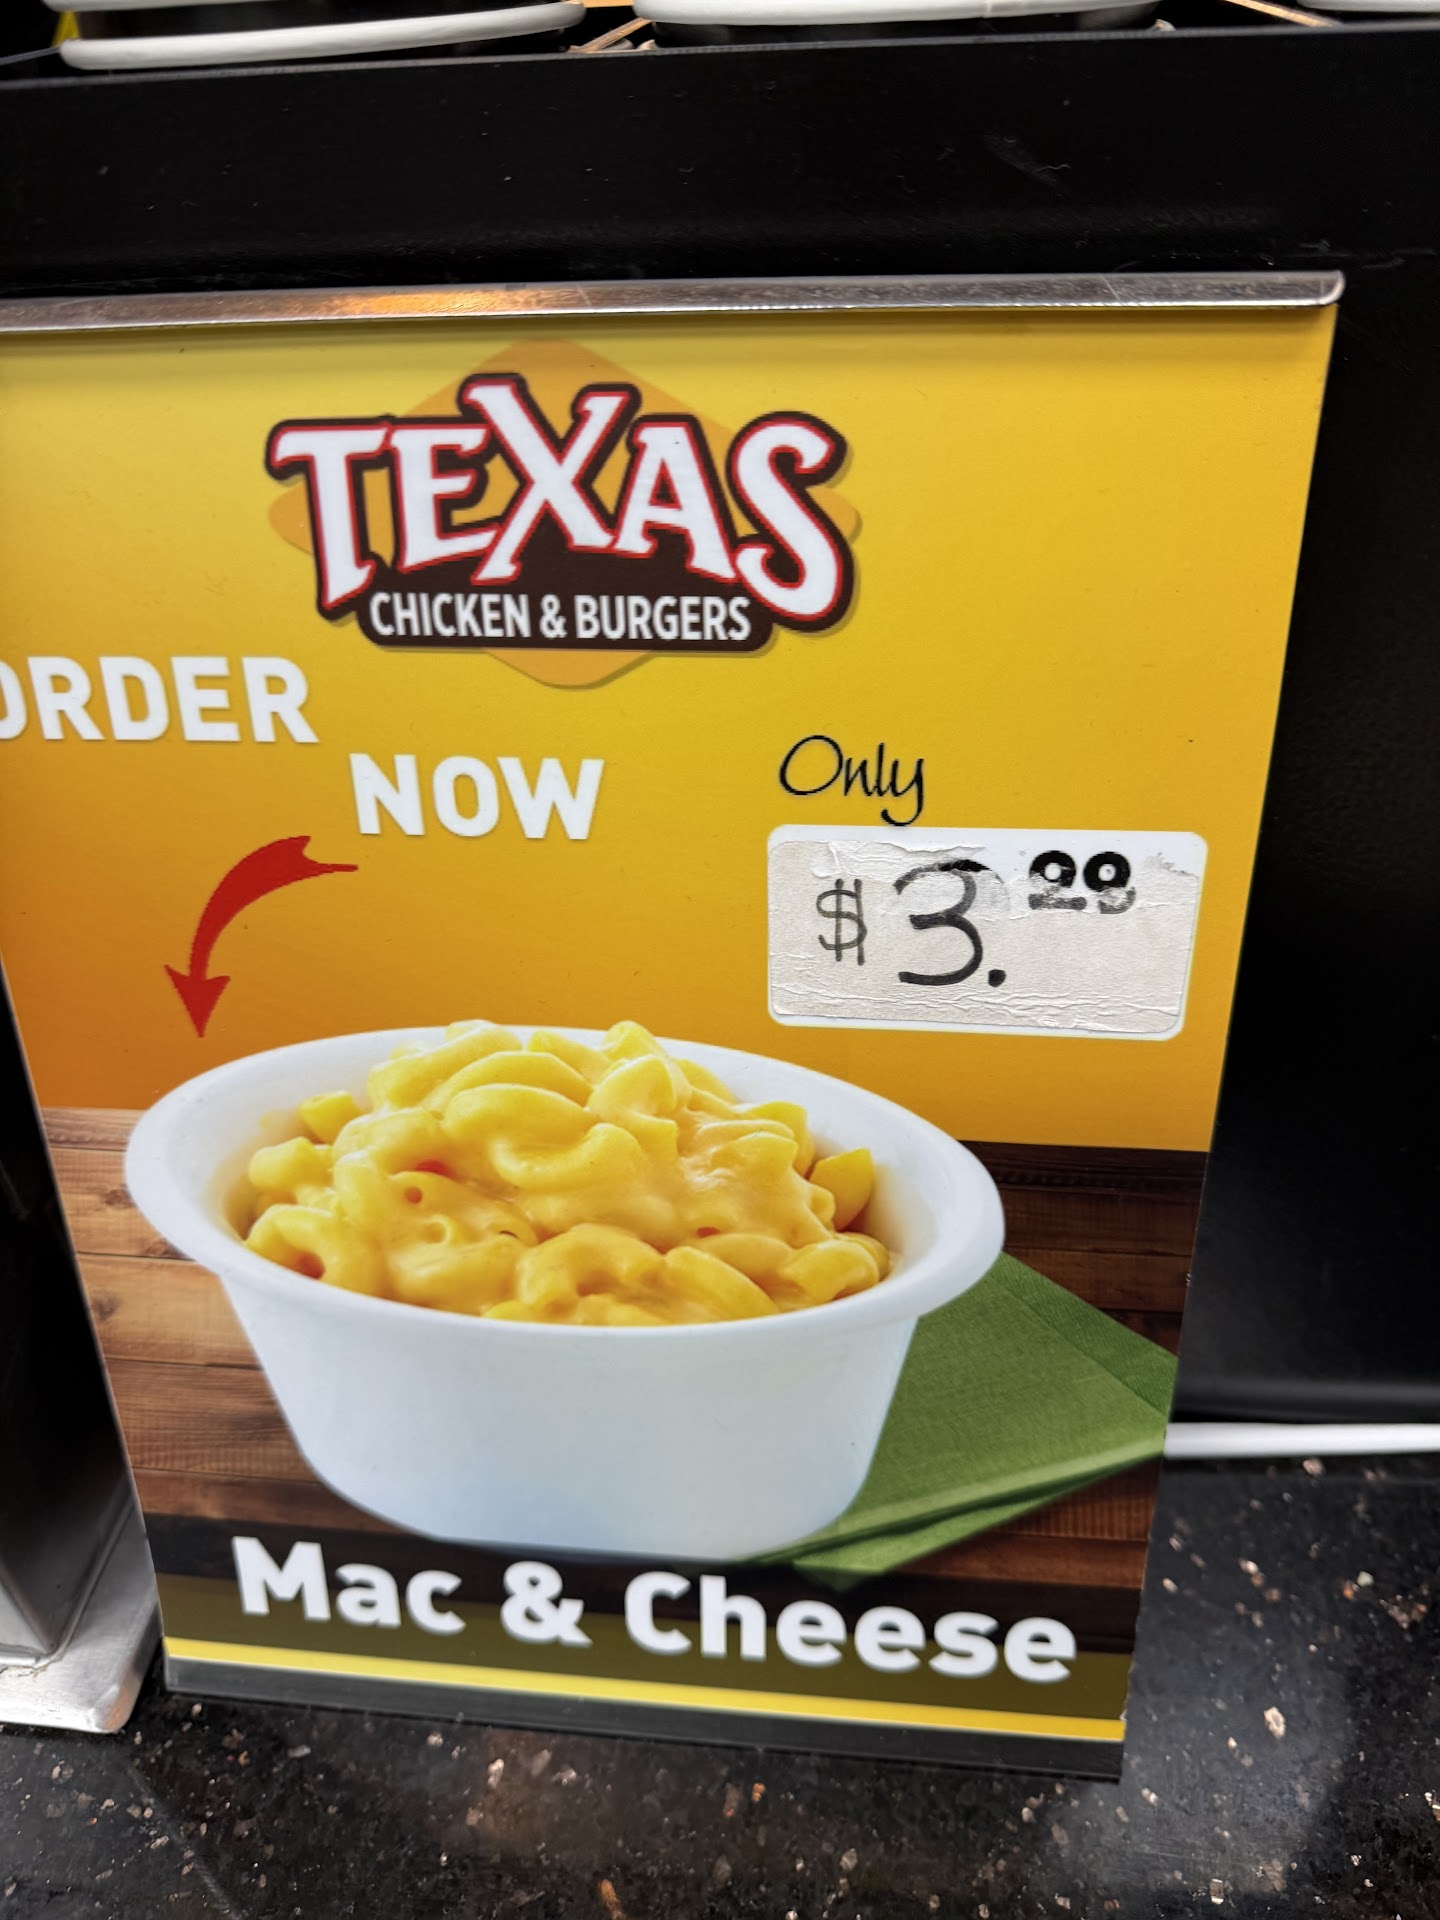 TEXAS
CHICKEN & BURGERS
ORDER
NOW
Only
$3.29
Mac & Cheese